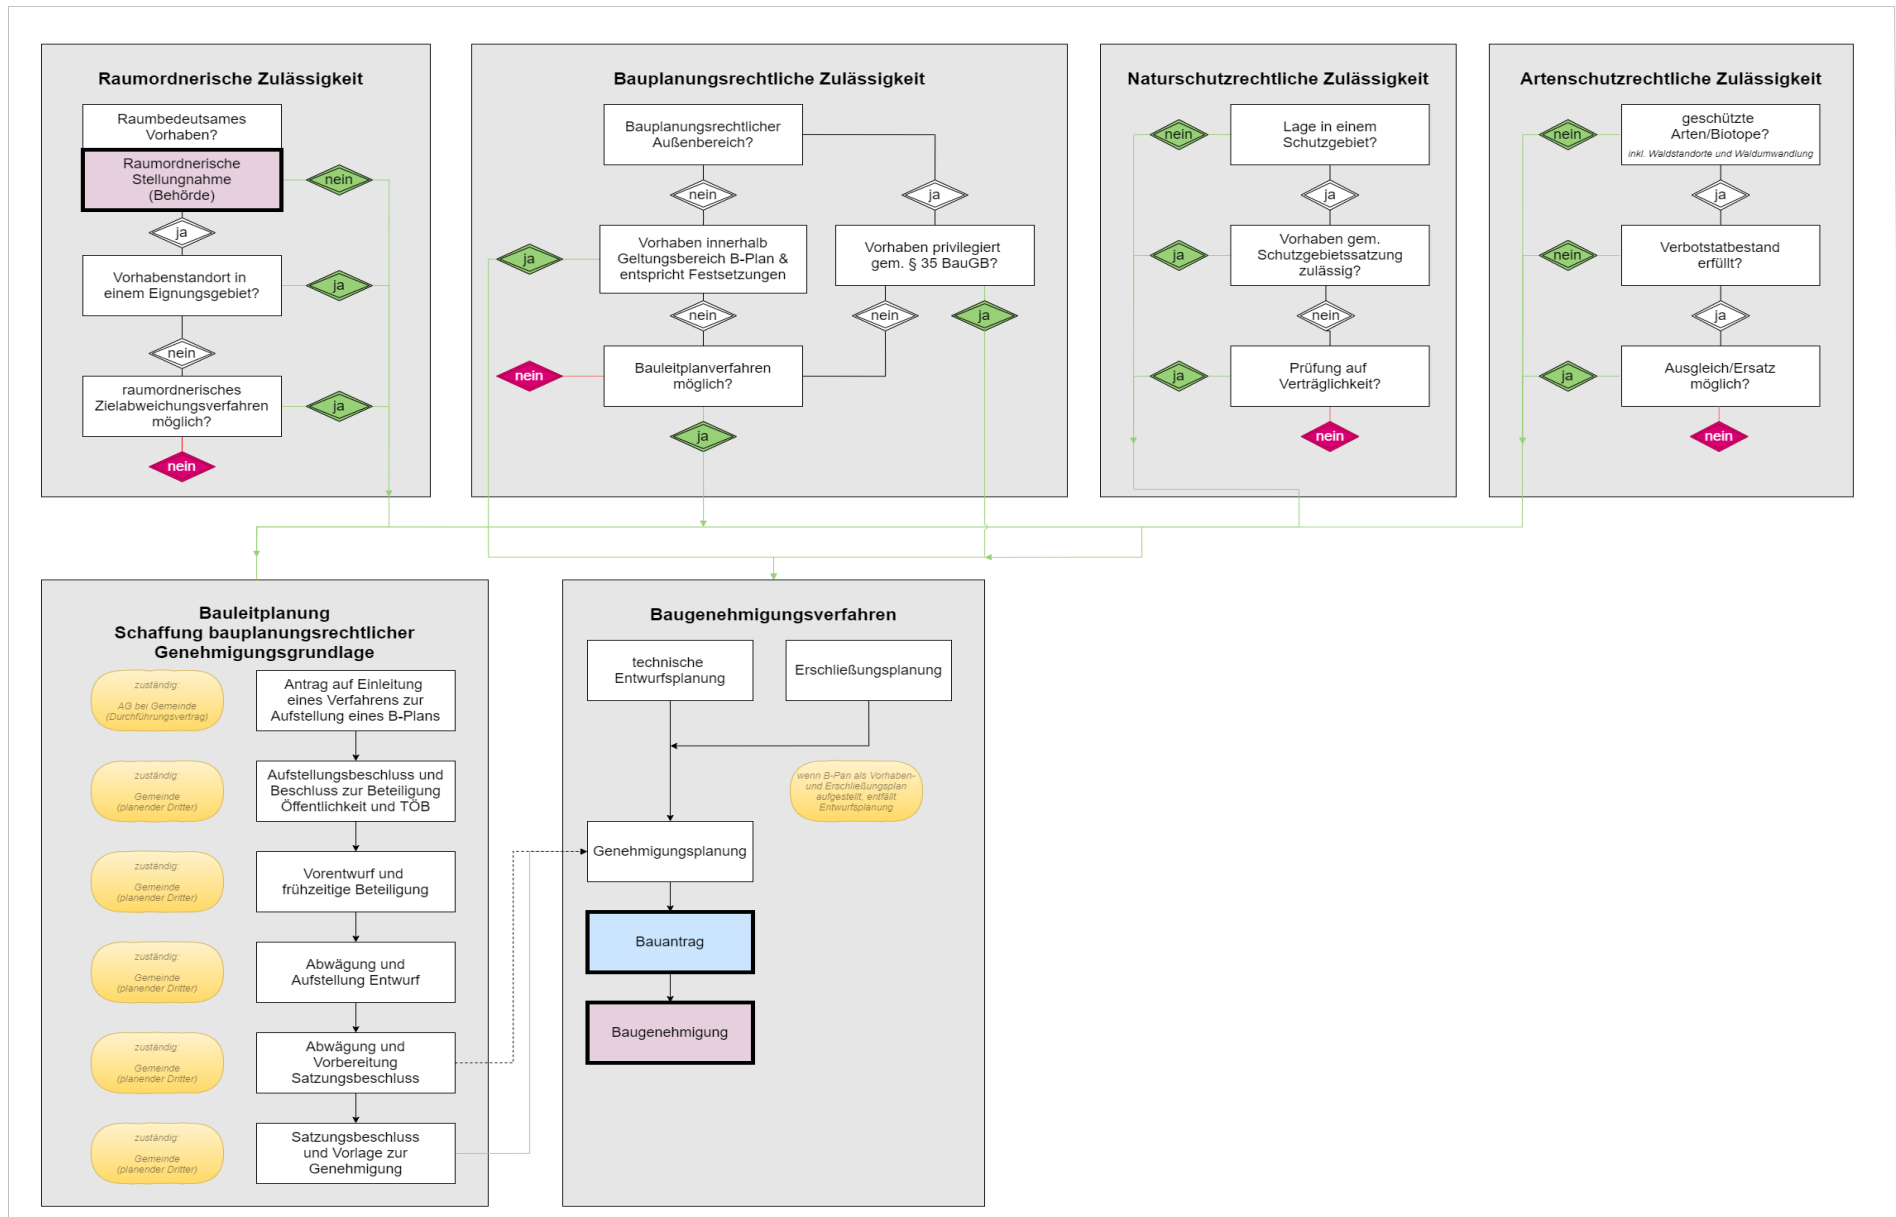 Raumordnerische Zulässigkeit
Raumbedeutsames
Vorhaben?
Raumordnerische
Stellungnahme
(Behörde)
nein
ja
Vorhabenstandort in
einem Eignungsgebiet?
ja
nein
raumordnerisches
Zielabweichungsverfahren
möglich?
ja
nein
Bauplanungsrechtliche Zulässigkeit
Bauplanungsrechtlicher
Außenbereich?
nein
ja
Vorhaben innerhalb
Geltungsbereich B-Plan &
entspricht Festsetzungen
ja
Vorhaben privilegiert
gem. § 35 BauGB?
nein
nein
ja
Bauleitplanverfahren
möglich?
nein
ja
Naturschutzrechtliche Zulässigkeit
Lage in einem
Schutzgebiet?
nein
ja
Vorhaben gem.
Schutzgebietssatzung
zulässig?
ja
nein
Prüfung auf
Verträglichkeit?
ja
nein
Artenschutzrechtliche Zulässigkeit
geschützte
Arten/Biotope?
inkl. Waldstandorte und Waldumwandlung
nein
ja
Verbotstatbestand
erfüllt?
nein
ja
Ausgleich/Ersatz
möglich?
ja
nein
Bauleitplanung
Schaffung bauplanungsrechtlicher
Genehmigungsgrundlage
zuständig:
AG bei Gemeinde
(Durchführungsvertrag)
Antrag auf Einleitung
eines Verfahrens zur
Aufstellung eines B-Plans
zuständig:
Gemeinde
(planender Dritter)
Aufstellungsbeschluss und
Beschluss zur Beteiligung
Öffentlichkeit und TÖB
zuständig:
Gemeinde
(planender Dritter)
Vorentwurf und
frühzeitige Beteiligung
zuständig:
Gemeinde
(planender Dritter)
Abwägung und
Aufstellung Entwurf
zuständig:
Gemeinde
(planender Dritter)
Abwägung und
Vorbereitung
Satzungsbeschluss
zuständig:
Gemeinde
(planender Dritter)
Satzungsbeschluss
und Vorlage zur
Genehmigung
Baugenehmigungsverfahren
technische
Entwurfsplanung
Erschließungsplanung
wenn B-Pan als Vorhaben-
und Erschließungsplan
aufgestellt, entfällt
Entwurfsplanung
Genehmigungsplanung
Bauantrag
Baugenehmigung